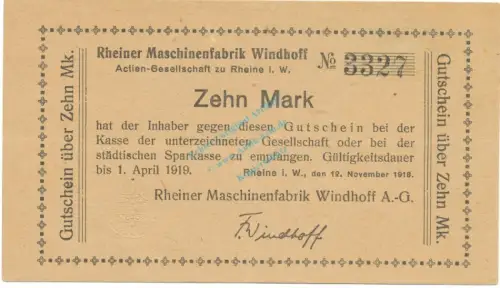 Rheiner Maschinenfabrik Windhoff
Actien-Gesellschaft zu Rheine i. W.
№ 3327
Zehn Mark
hat der Inhaber gegen diesen Gutschein bei der
Kasse der unterzeichneten Gesellschaft oder bei der
städtischen Sparkasse zu empfangen. Gültigkeitsdauer
bis 1. April 1919.
Rheine i. W., den 12. November 1918.
Rheiner Maschinenfabrik Windhoff A.-G.
F. Windhoff
Gutschein über Zehn Mk.
Gutschein über Zehn Mk.